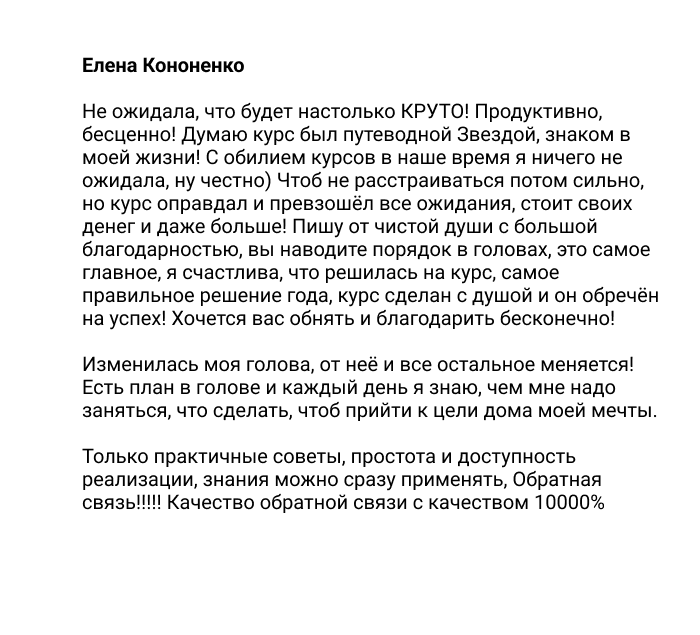 Елена Кононенко
Не ожидала, что будет настолько КРУТО! Продуктивно,
бесценно! Думаю курс был путеводной Звездой, знаком в
моей жизни! С обилием курсов в наше время я ничего не
ожидала, ну честно) Чтоб не расстраиваться потом сильно,
но курс оправдал и превзошёл все ожидания, стоит своих
денег и даже больше! Пишу от чистой души с большой
благодарностью, вы наводите порядок в головах, это самое
главное, я счастлива, что решилась на курс, самое
правильное решение года, курс сделан с душой и он обречён
на успех! Хочется вас обнять и благодарить бесконечно!
Изменилась моя голова, от неё и все остальное меняется!
Есть план в голове и каждый день я знаю, чем мне надо
заняться, что сделать, чтоб прийти к цели дома моей мечты.
Только практичные советы, простота и доступность
реализации, знания можно сразу применять, Обратная
связь!!!!! Качество обратной связи с качеством 10000%